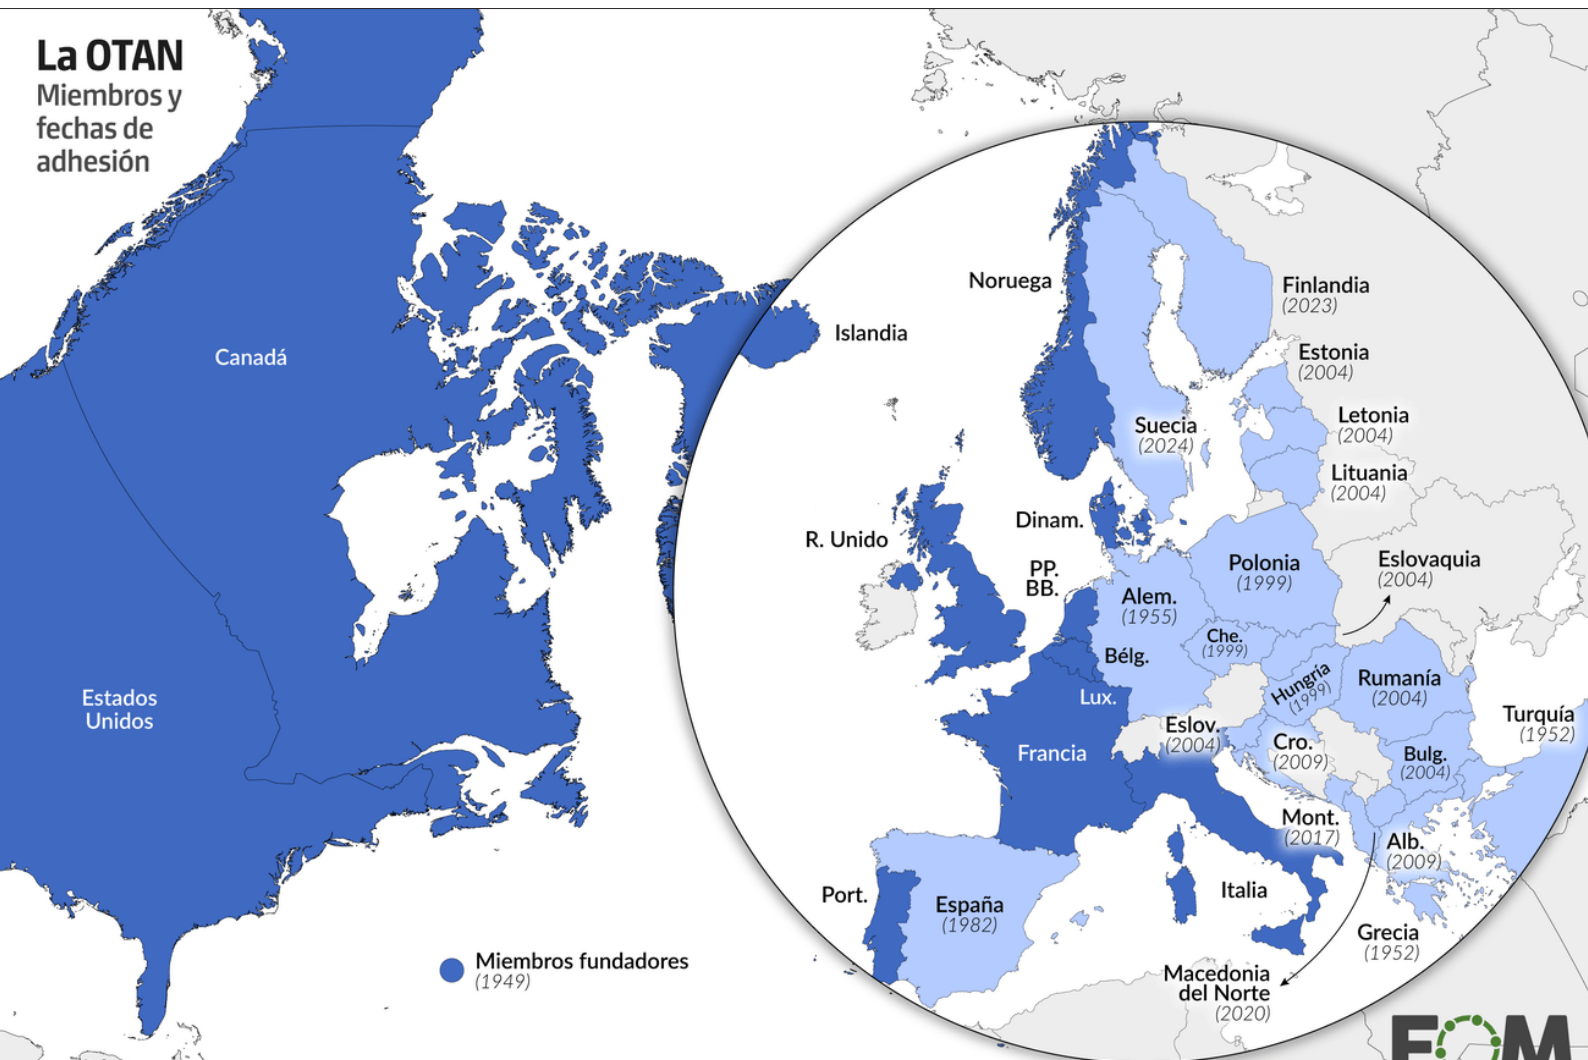 La OTAN
Miembros y
fechas de
adhesión
Canadá
Estados
Unidos
Miembros fundadores
(1949)
Islandia
Noruega
Finlandia
(2023)
Estonia
(2004)
Letonia
(2004)
Suecia
(2024)
Lituania
(2004)
Dinam.
R. Unido
PP.
BB.
Polonia
(1999)
Eslovaquia
(2004)
Alem.
(1955)
Che.
(1999)
Bélg.
Hungría
(1999)
Rumanía
(2004)
Lux.
Turquía
(1952)
Eslov.
(2004)
Francia
Cro.
(2009)
Bulg.
(2004)
Mont.
(2017)
Alb.
(2009)
Port.
España
(1982)
Italia
Grecia
(1952)
Macedonia
del Norte
(2020)
EOM